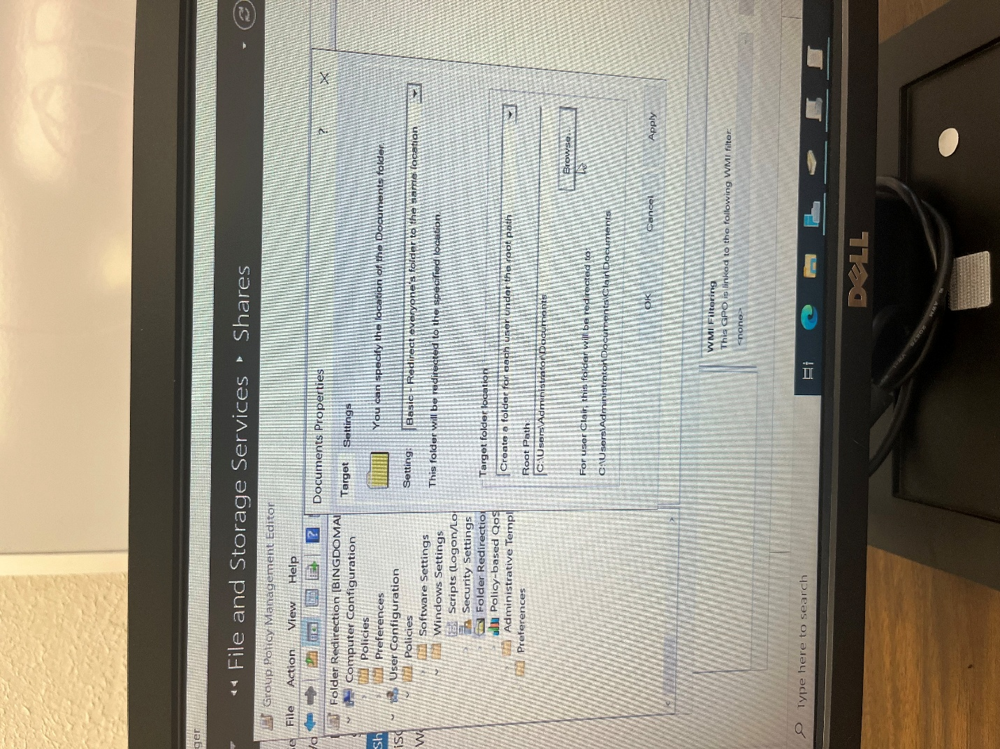 File and Storage Services ▸ Shares
Group Policy Management Editor
File Action View Help
Folder Redirection [BINGDOMAI
Computer Configuration
Policies
Preferences
User Configuration
Policies
Software Settings
Windows Settings
Scripts (Logon/Lo
Security Settings
Folder Redirection
Policy-based QoS
Administrative Templ
Preferences
Documents Properties
? X
Target Settings
You can specify the location of the Documents folder.
Setting: Basic - Redirect everyone's folder to the same location
This folder will be redirected to the specified location.
Target folder location
Create a folder for each user under the root path
Root Path:
C:\Users\Administrator\Documents
Browse...
For user Clair, this folder will be redirected to:
C:\Users\Administrator\Documents\Clair\Documents
OK Cancel Apply
WMI Filtering
This GPO is linked to the following WMI filter:
<none>
Type here to search
DELL